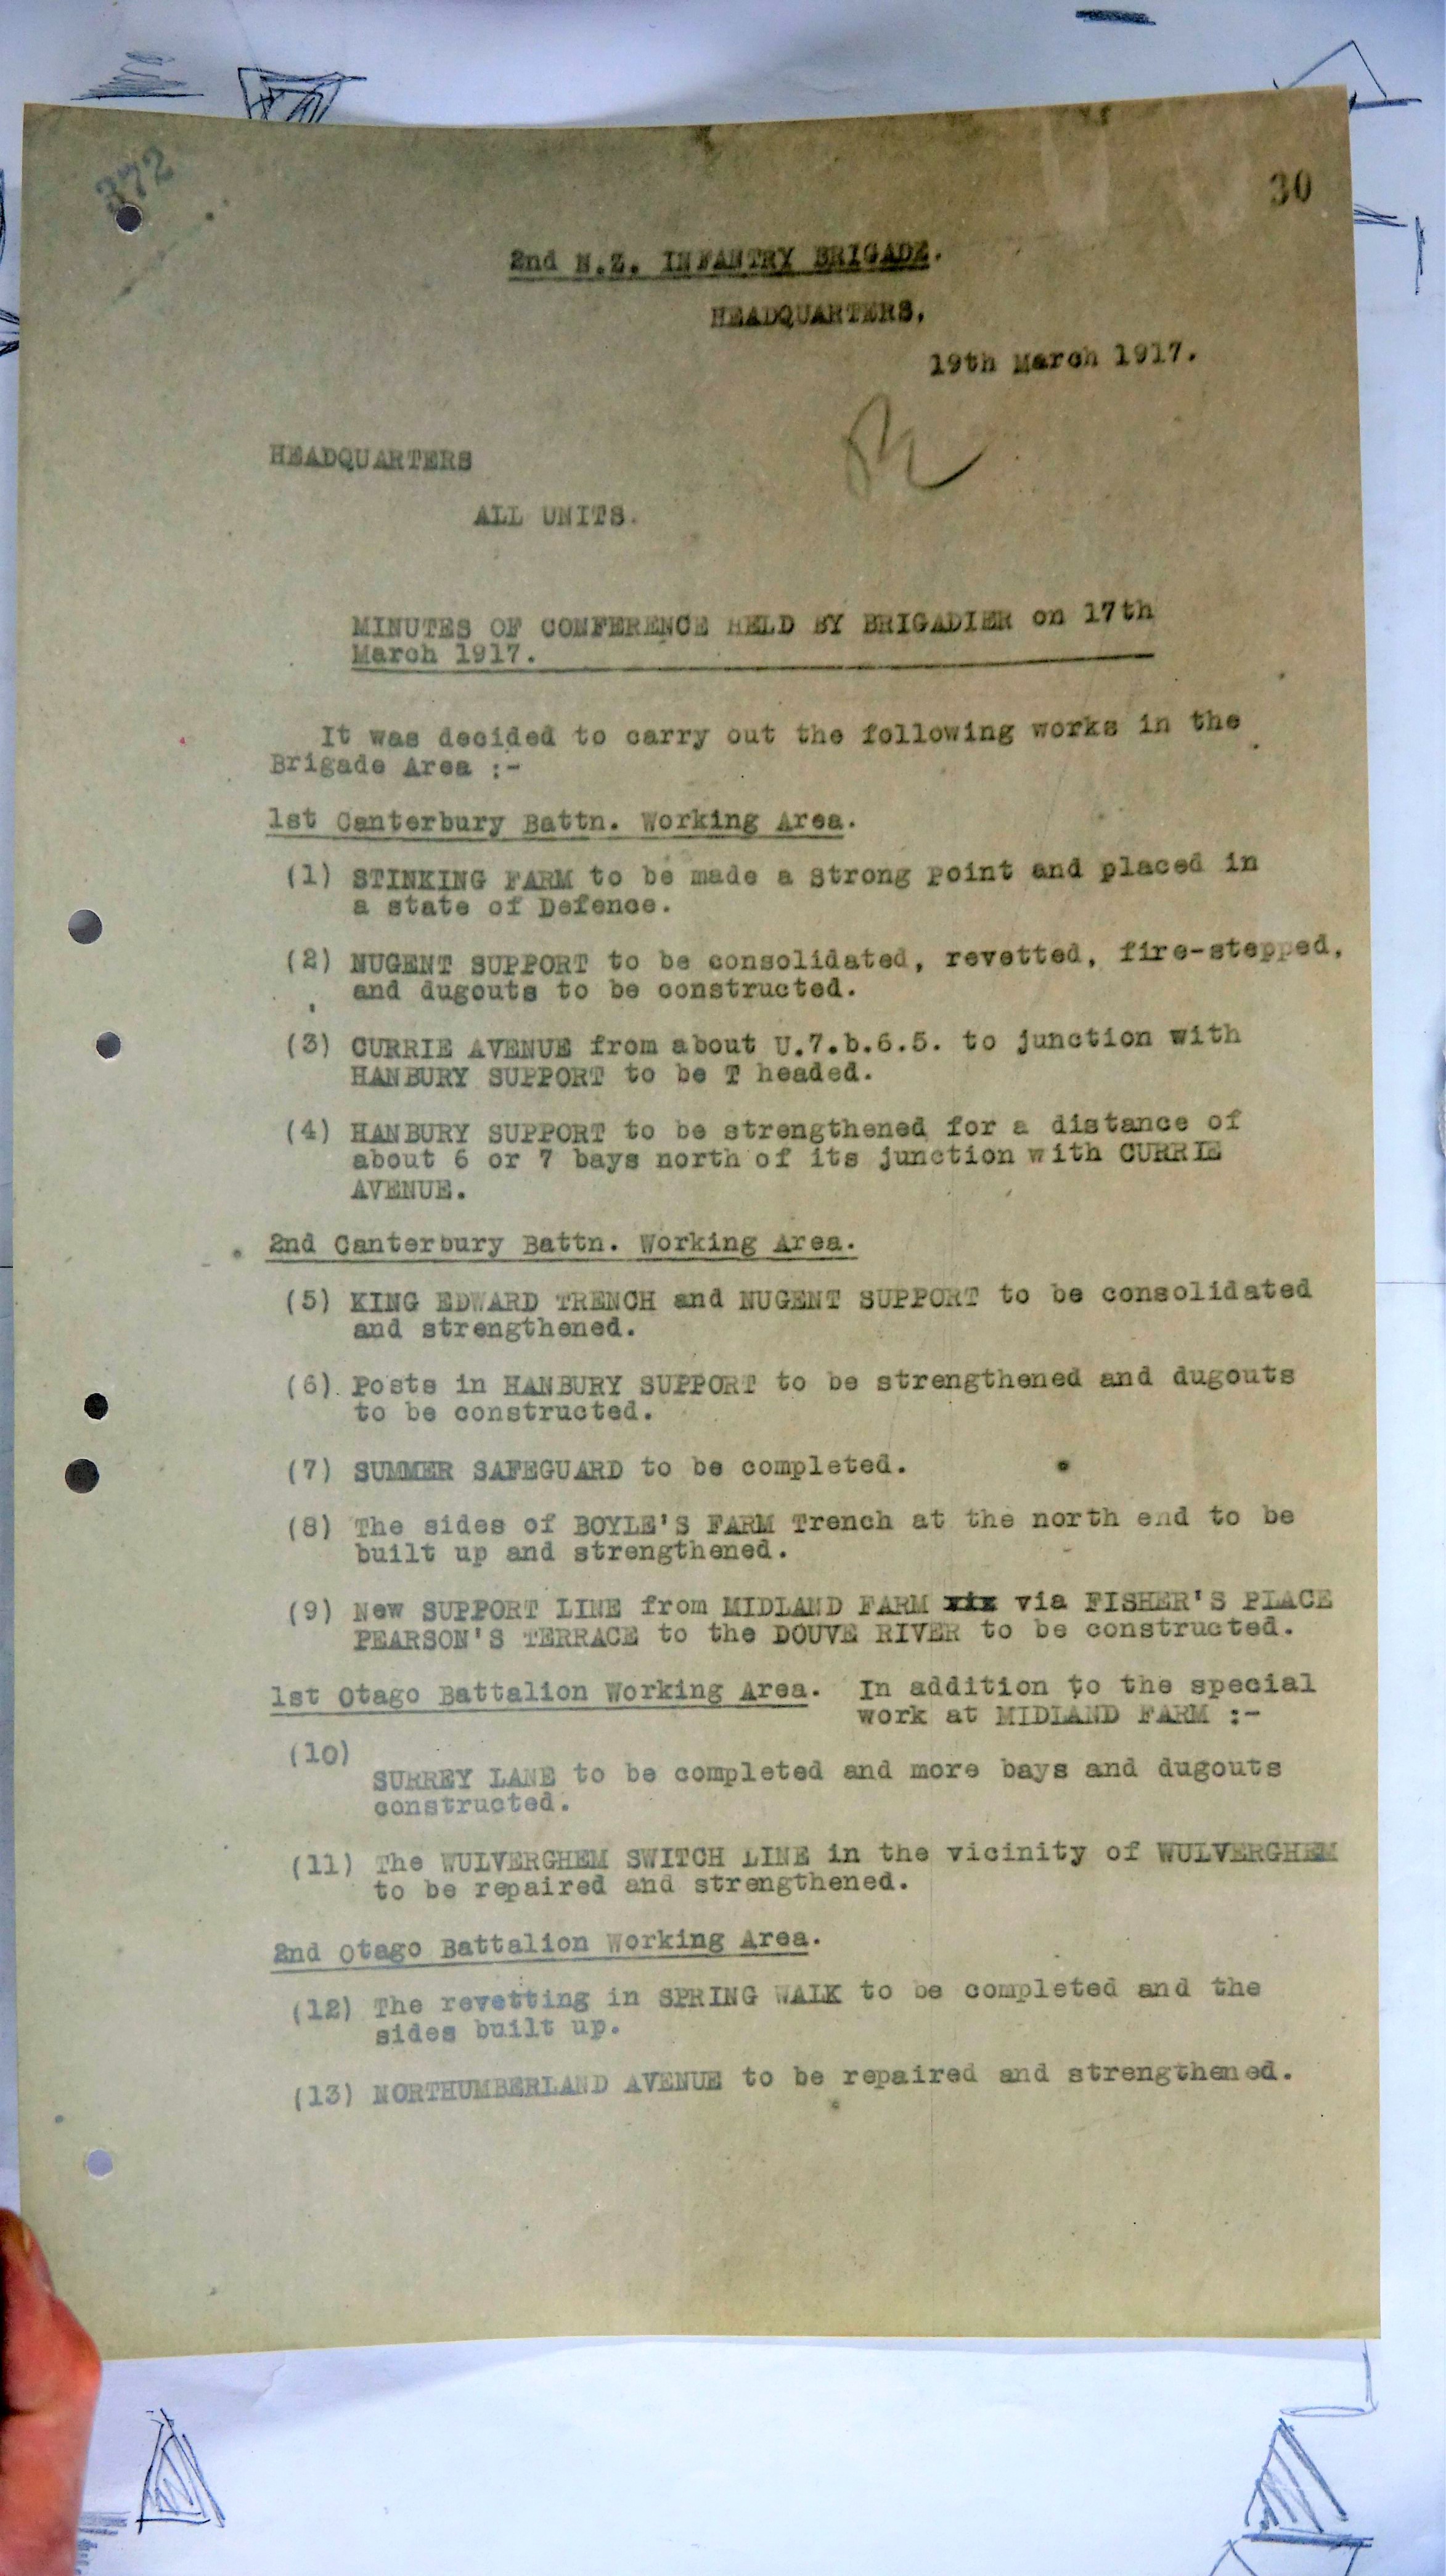 372
30
2nd N.Z. INFANTRY BRIGADE.
HEADQUARTERS.
19th March 1917.
HEADQUARTERS
ALL UNITS.
MINUTES OF CONFERENCE HELD BY BRIGADIER on 17th
March 1917.
It was decided to carry out the following works in the
Brigade Area :-
1st Canterbury Battn. Working Area.
(1) STINKING FARM to be made a Strong Point and placed in
a state of Defence.
(2) NUGENT SUPPORT to be consolidated, revetted, fire-stepped,
and dugouts to be constructed.
(3) CURRIE AVENUE from about U.7.b.6.5. to junction with
HANBURY SUPPORT to be T headed.
(4) HANBURY SUPPORT to be strengthened for a distance of
about 6 or 7 bays north of its junction with CURRIE
AVENUE.
2nd Canterbury Battn. Working Area.
(5) KING EDWARD TRENCH and NUGENT SUPPORT to be consolidated
and strengthened.
(6) Posts in HANBURY SUPPORT to be strengthened and dugouts
to be constructed.
(7) SUMMER SAFEGUARD to be completed.
(8) The sides of BOYLE'S FARM Trench at the north end to be
built up and strengthened.
(9) New SUPPORT LINE from MIDLAND FARM via FISHER'S PLACE
PEARSON'S TERRACE to the DOUVE RIVER to be constructed.
1st Otago Battalion Working Area. In addition to the special
work at MIDLAND FARM :-
(10)
SURREY LANE to be completed and more bays and dugouts
constructed.
(11) The WULVERGHEM SWITCH LINE in the vicinity of WULVERGHEM
to be repaired and strengthened.
2nd Otago Battalion Working Area.
(12) The revetting in SPRING WALK to be completed and the
sides built up.
(13) NORTHUMBERLAND AVENUE to be repaired and strengthened.